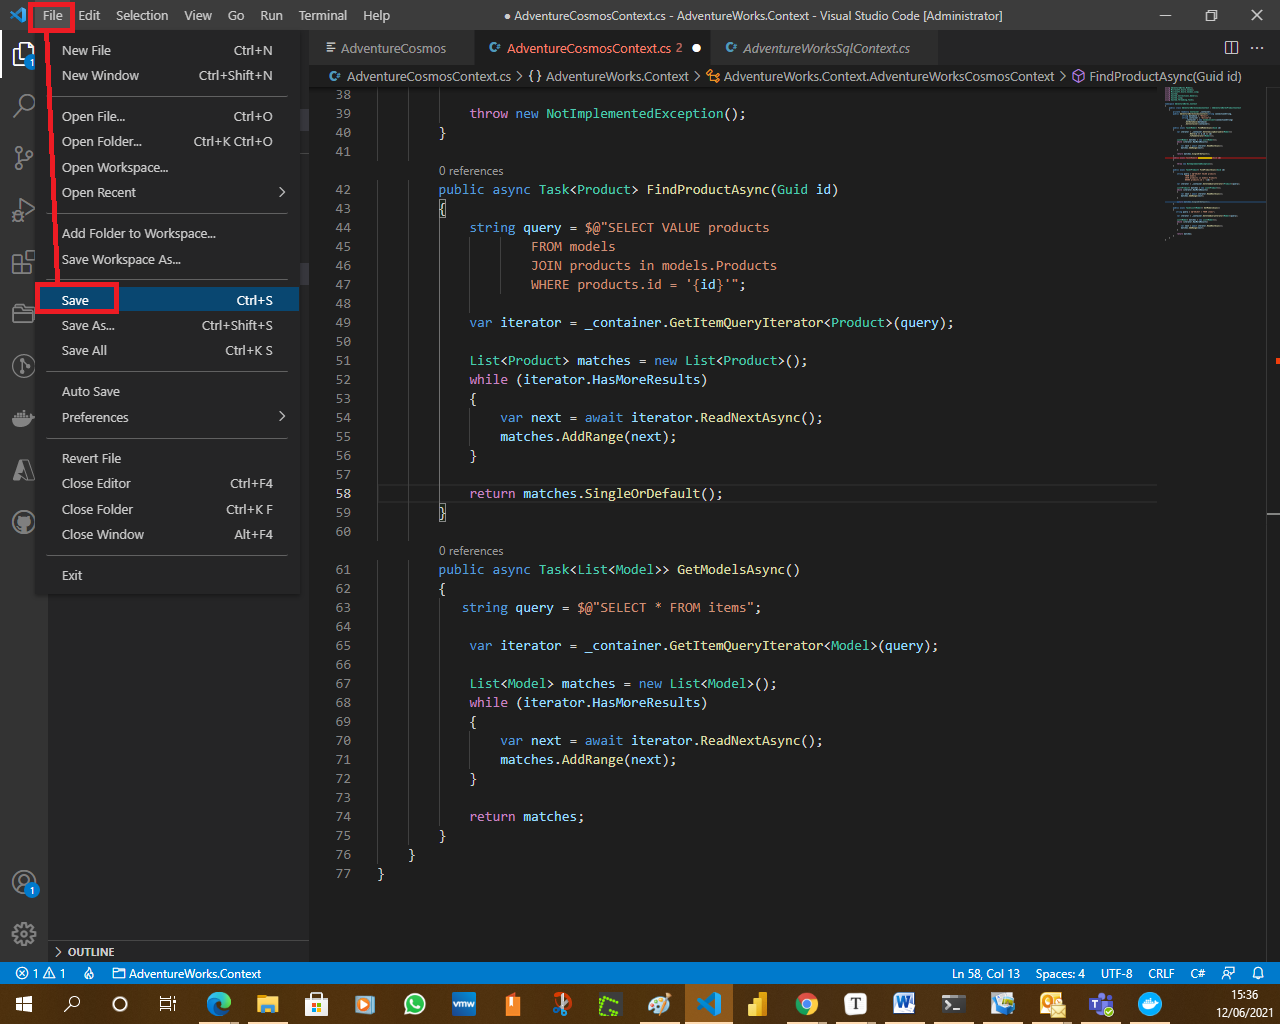 File Edit Selection View Go Run Terminal Help ● AdventureCosmosContext.cs - AdventureWorks.Context - Visual Studio Code [Administrator]
AdventureCosmos AdventureCosmosContext.cs 2 AdventureWorksSqlContext.cs
AdventureCosmosContext.cs > {} AdventureWorks.Context > AdventureWorks.Context.AdventureWorksCosmosContext > FindProductAsync(Guid id)
New File Ctrl+N
New Window Ctrl+Shift+N
Open File... Ctrl+O
Open Folder... Ctrl+K Ctrl+O
Open Workspace...
Open Recent >
Add Folder to Workspace...
Save Workspace As...
Save Ctrl+S
Save As... Ctrl+Shift+S
Save All Ctrl+K S
Auto Save
Preferences >
Revert File
Close Editor Ctrl+F4
Close Folder Ctrl+K F
Close Window Alt+F4
Exit
1
1
OUTLINE
38
39 throw new NotImplementedException();
40 }
41
0 references
42 public async Task<Product> FindProductAsync(Guid id)
43 {
44 string query = $@"SELECT VALUE products
45 FROM models
46 JOIN products in models.Products
47 WHERE products.id = '{id}'";
48
49 var iterator = _container.GetItemQueryIterator<Product>(query);
50
51 List<Product> matches = new List<Product>();
52 while (iterator.HasMoreResults)
53 {
54 var next = await iterator.ReadNextAsync();
55 matches.AddRange(next);
56 }
57
58 return matches.SingleOrDefault();
59 }
60
0 references
61 public async Task<List<Model>> GetModelsAsync()
62 {
63 string query = $@"SELECT * FROM items";
64
65 var iterator = _container.GetItemQueryIterator<Model>(query);
66
67 List<Model> matches = new List<Model>();
68 while (iterator.HasMoreResults)
69 {
70 var next = await iterator.ReadNextAsync();
71 matches.AddRange(next);
72 }
73
74 return matches;
75 }
76 }
77 }
1 1 AdventureWorks.Context Ln 58, Col 13 Spaces: 4 UTF-8 CRLF C#
vmw T W
15:36
12/06/2021